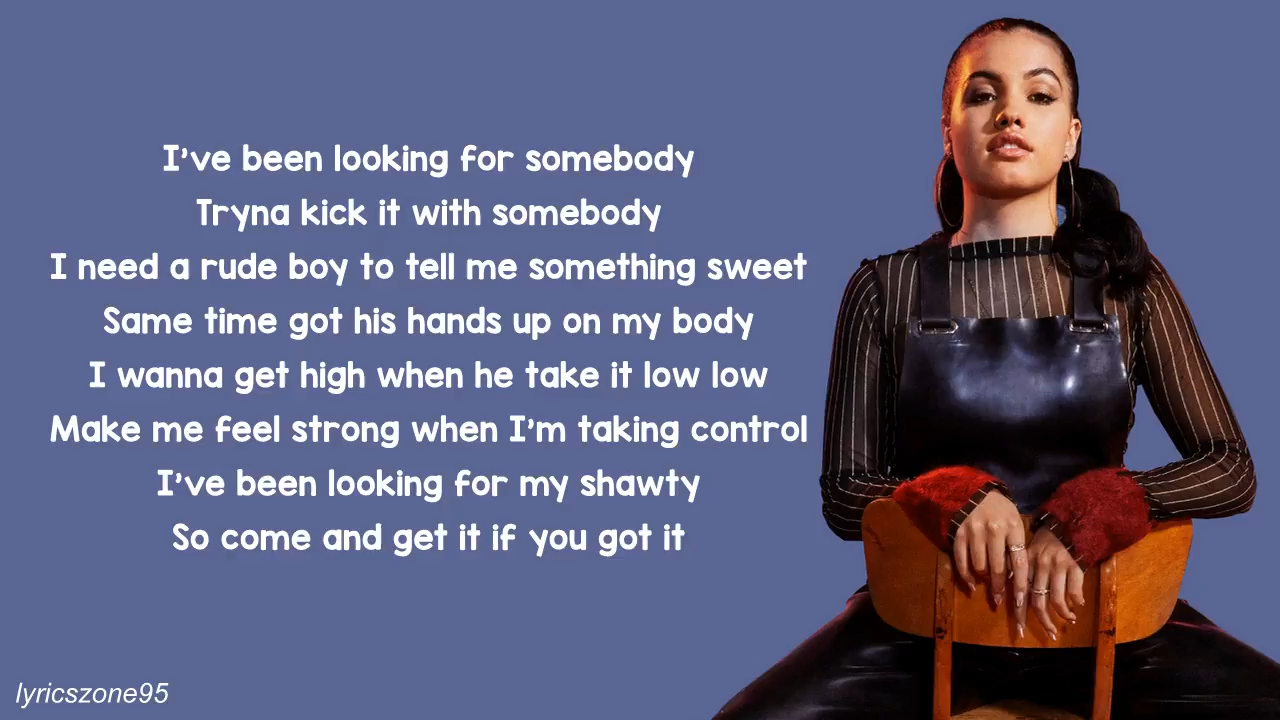 I've been looking for somebody
Tryna kick it with somebody
I need a rude boy to tell me something sweet
Same time got his hands up on my body
I wanna get high when he take it low low
Make me feel strong when I'm taking control
I've been looking for my shawty
So come and get it if you got it
lyricszone95